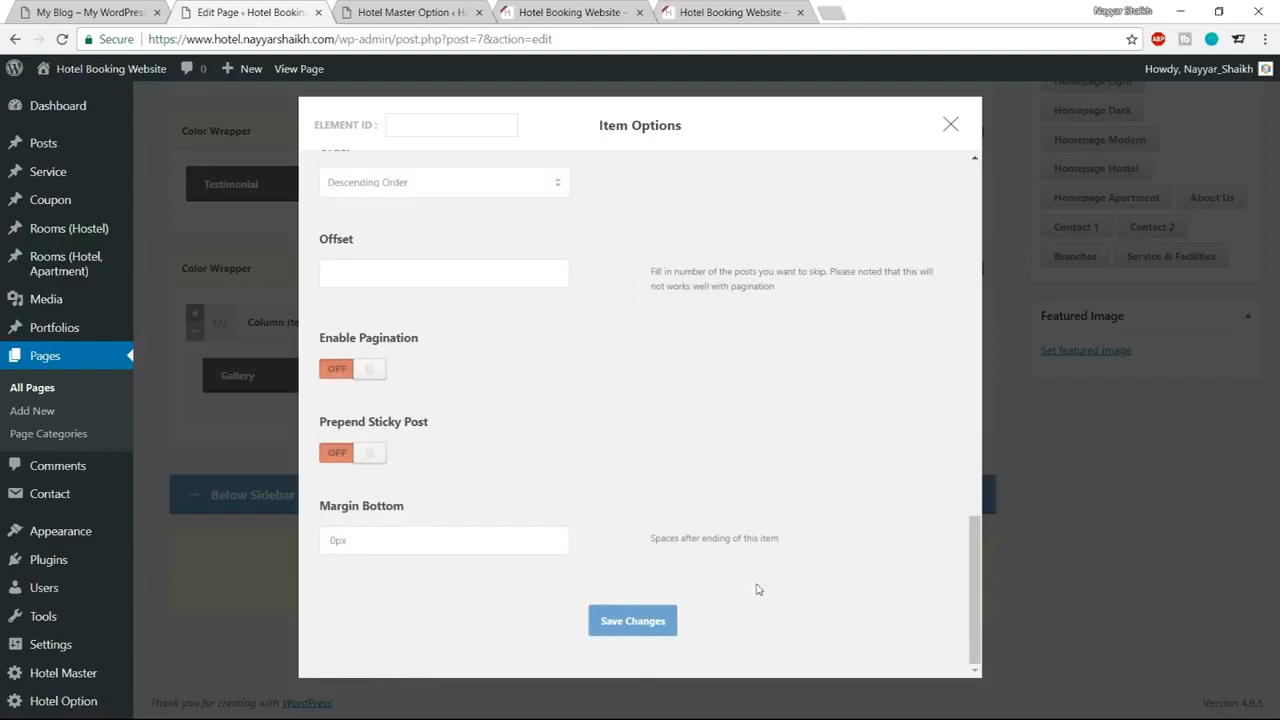 My Blog – My WordPress
Edit Page ‹ Hotel Bookin
Hotel Master Option ‹ H
Hotel Booking Website –
Hotel Booking Website –
Nayyar Shaikh
Secure
https://www.hotel.nayyarshaikh.com/wp-admin/post.php?post=7&action=edit
ABP
Hotel Booking Website
0
New
View Page
Howdy, Nayyar_Shaikh
Dashboard
Posts
Service
Coupon
Rooms (Hostel)
Rooms (Hotel,
Apartment)
Media
Portfolios
Pages
All Pages
Add New
Page Categories
Comments
Contact
Appearance
Plugins
Users
Tools
Settings
Hotel Master
Hotel Option
Color Wrapper
Testimonial
Color Wrapper
1/2
Column Ite
Gallery
Below Sidebar
ELEMENT ID :
Item Options
Order
Descending Order
Offset
Fill in number of the posts you want to skip. Please noted that this will
not works well with pagination
Enable Pagination
OFF
Prepend Sticky Post
OFF
Margin Bottom
0px
Spaces after ending of this item
Save Changes
Homepage Light
Homepage Dark
Homepage Modern
Homepage Hostel
Homepage Apartment
About Us
Contact 1
Contact 2
Branches
Service & Facilities
Featured Image
Set featured image
Thank you for creating with WordPress
Version 4.9.5